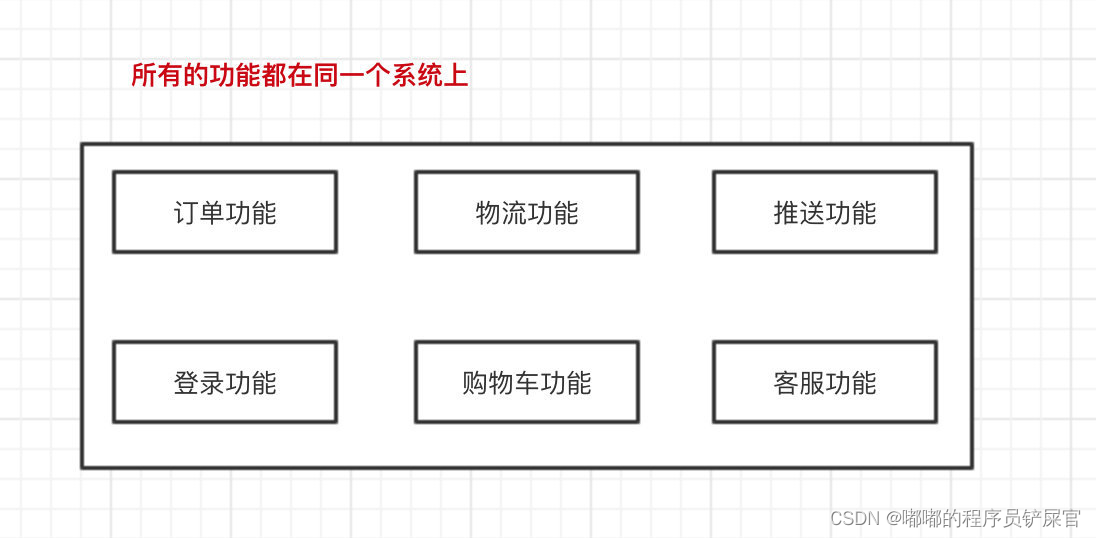 所有的功能都在同一个系统上
订单功能
物流功能
推送功能
登录功能
购物车功能
客服功能
CSDN @嘟嘟的程序员铲屎官